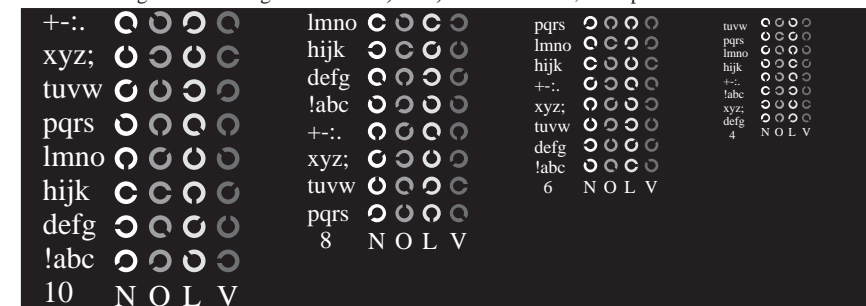 +-:.
xyz;
tuvw
pqrs
lmno
hijk
defg
!abc
10 N O L V
lmno
hijk
defg
!abc
+-:.
xyz;
tuvw
pqrs
8 N O L V
pqrs
lmno
hijk
+-:.
xyz;
tuvw
defg
!abc
6 N O L V
tuvw
pqrs
lmno
hijk
+-:.
!abc
xyz;
defg
4 N O L V